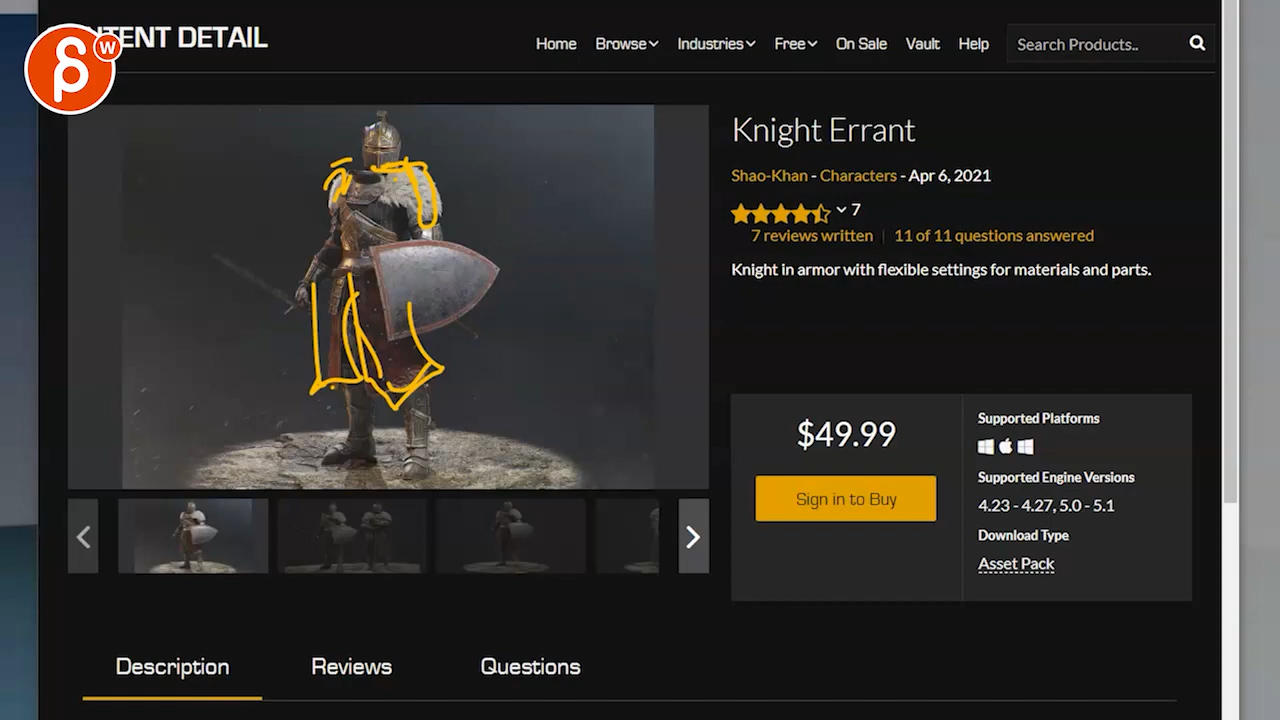 NTENT DETAIL
Home Browse Industries Free On Sale Vault Help Search Products..
W
Knight Errant
Shao-Khan - Characters - Apr 6, 2021
7
7 reviews written | 11 of 11 questions answered
Knight in armor with flexible settings for materials and parts.
$49.99
Sign in to Buy
Supported Platforms
Supported Engine Versions
4.23 - 4.27, 5.0 - 5.1
Download Type
Asset Pack
Description Reviews Questions